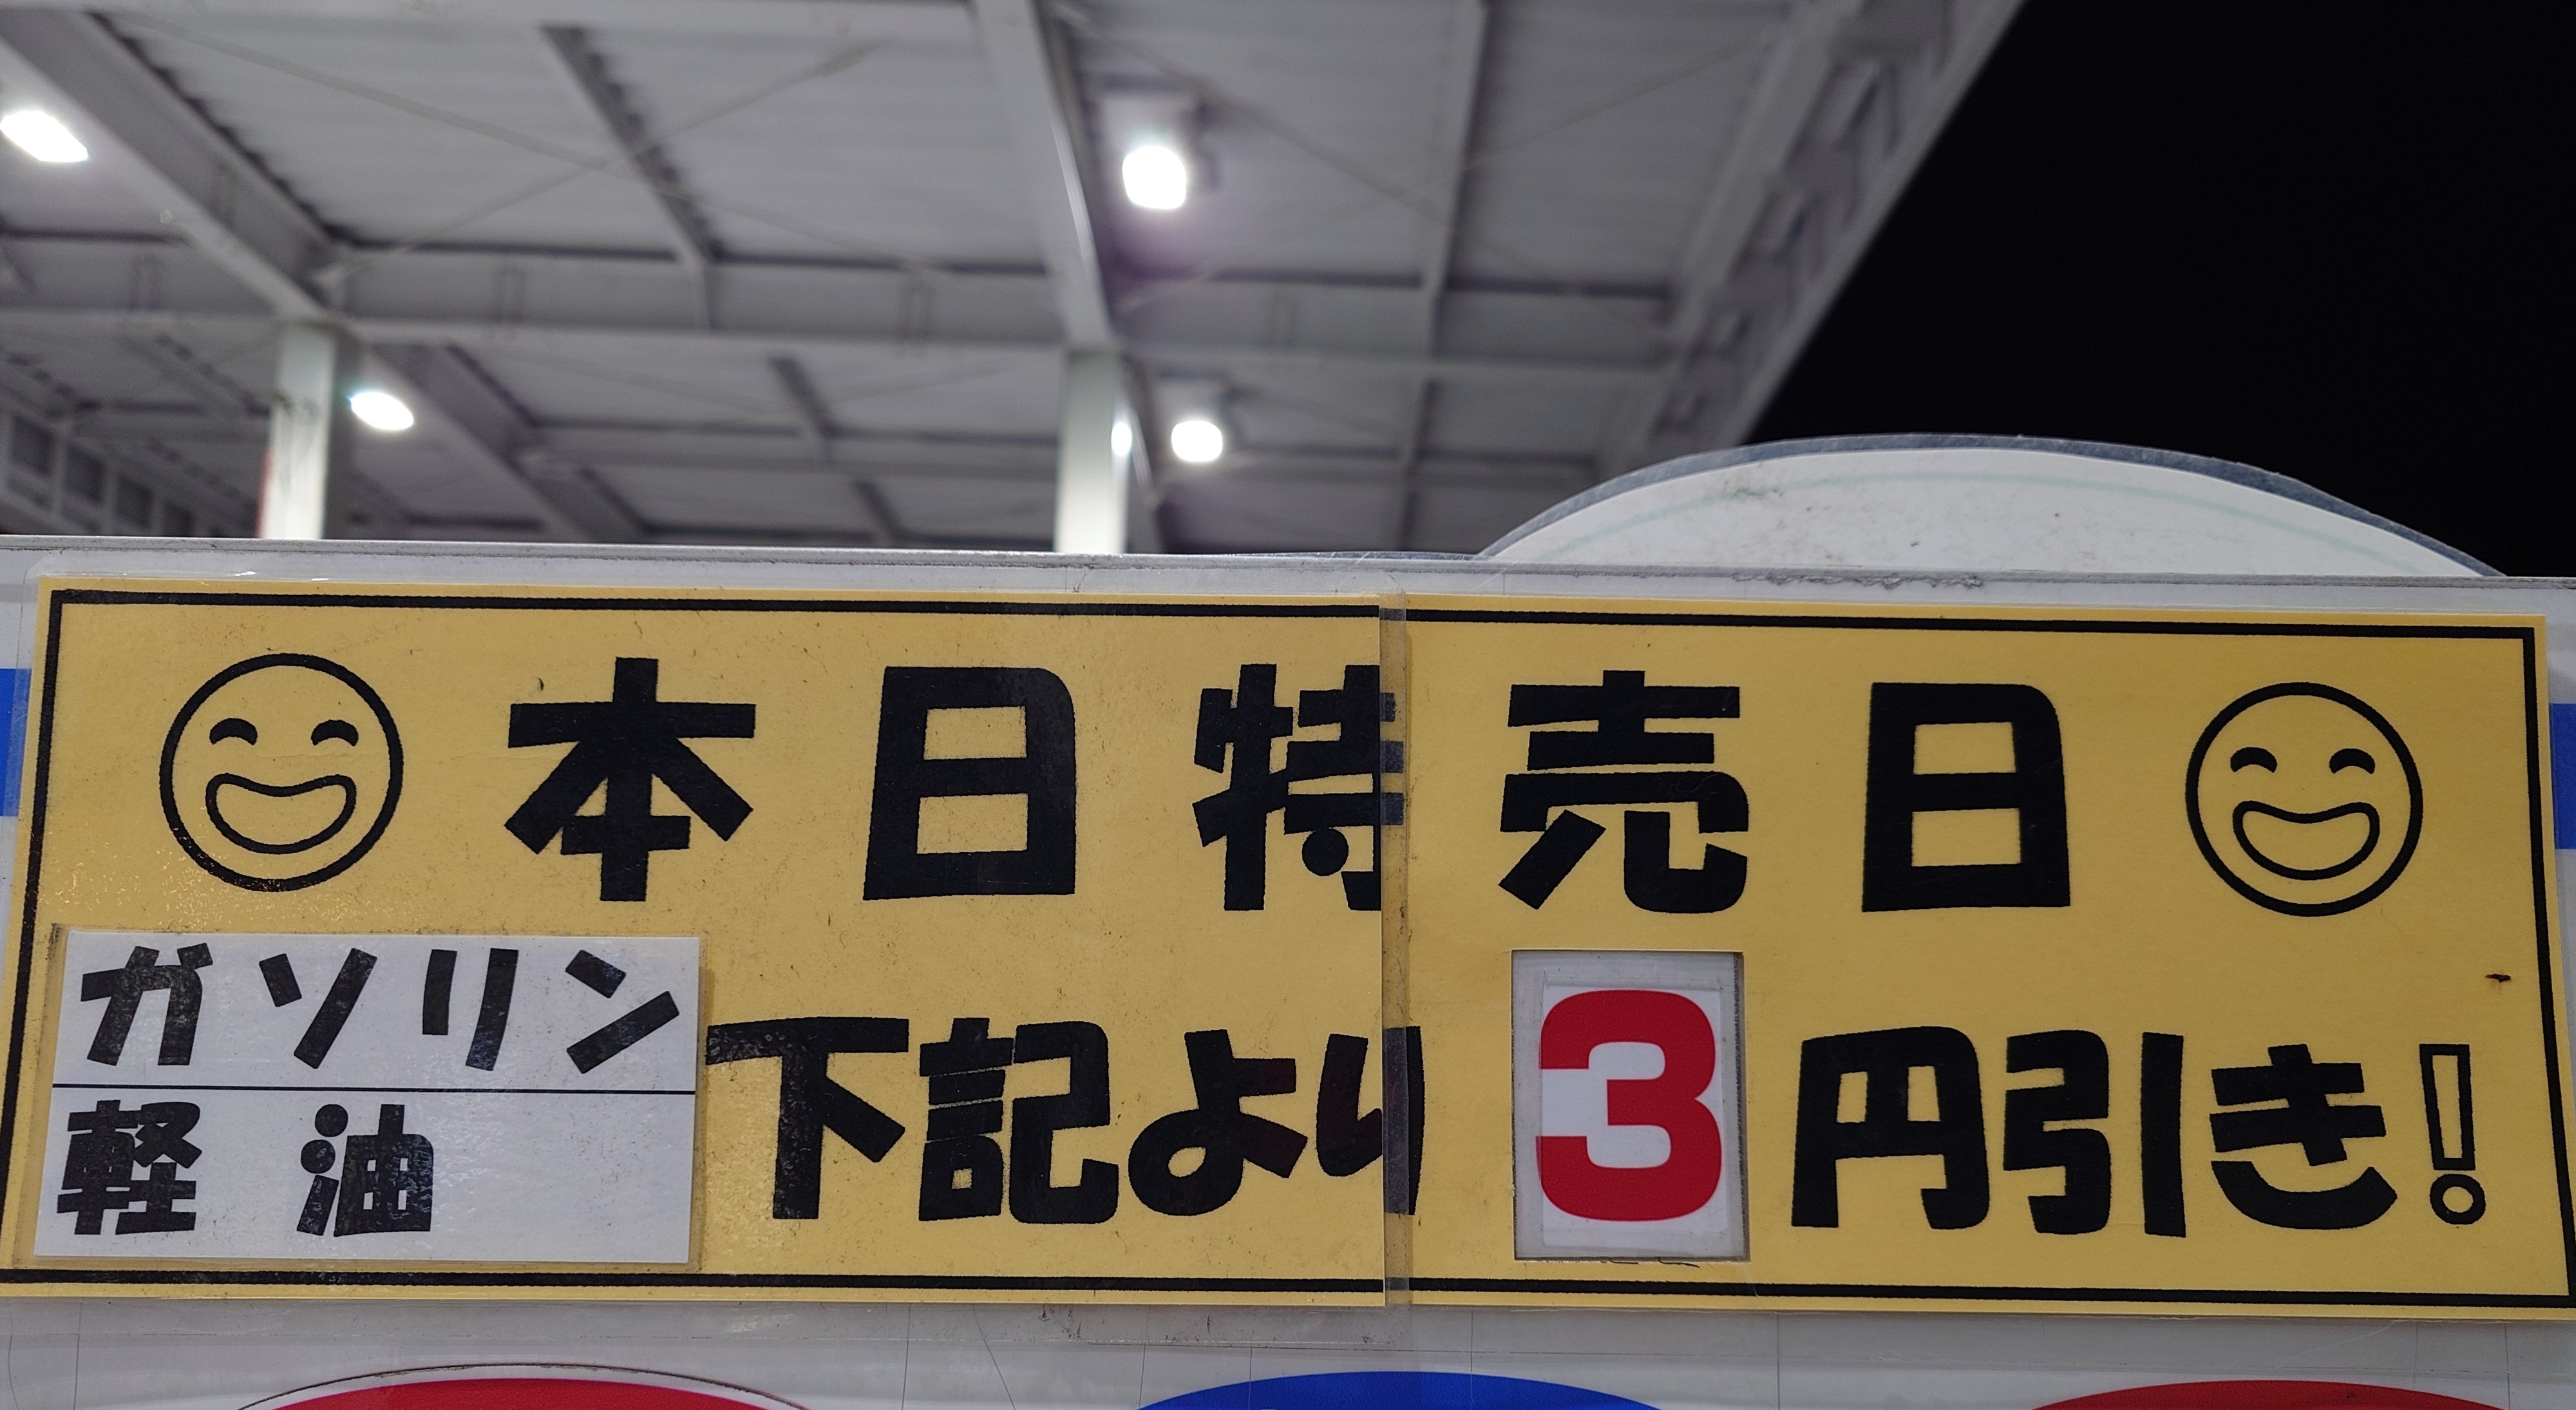 本日特売日
ガソリン
軽油
下記より3円引き!